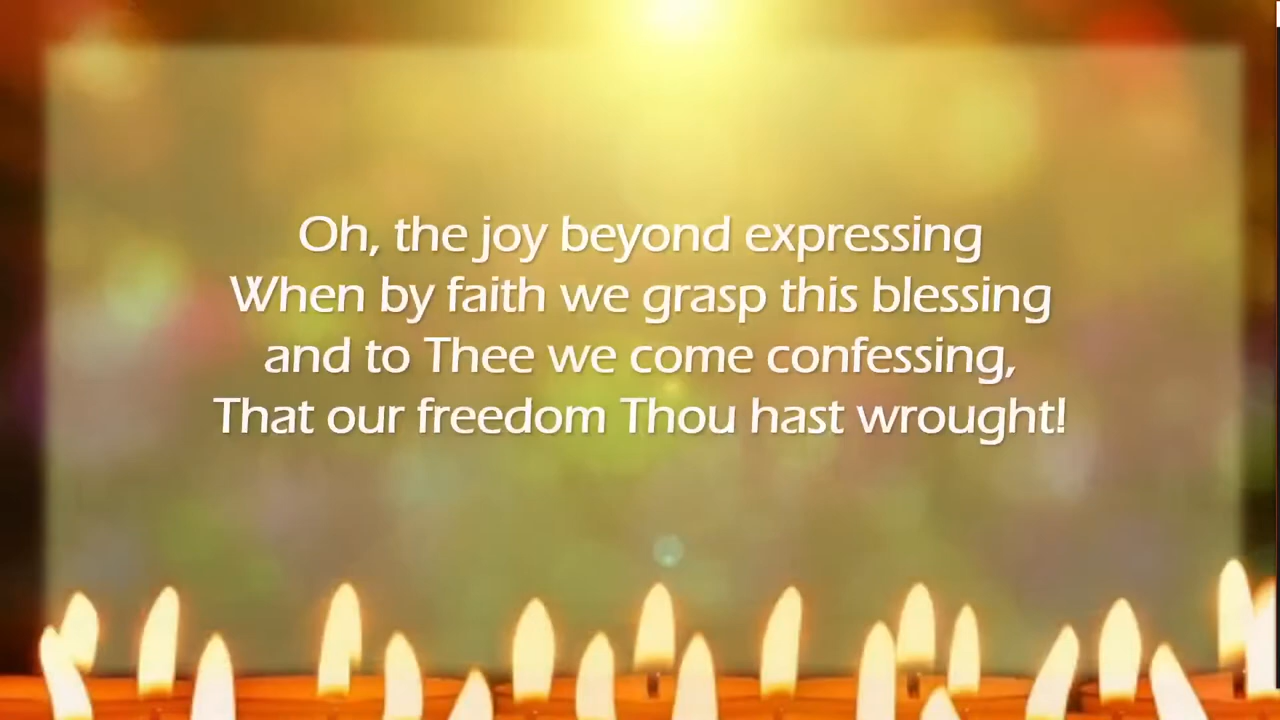 Oh, the joy beyond expressing
When by faith we grasp this blessing
and to Thee we come confessing,
That our freedom Thou hast wrought!